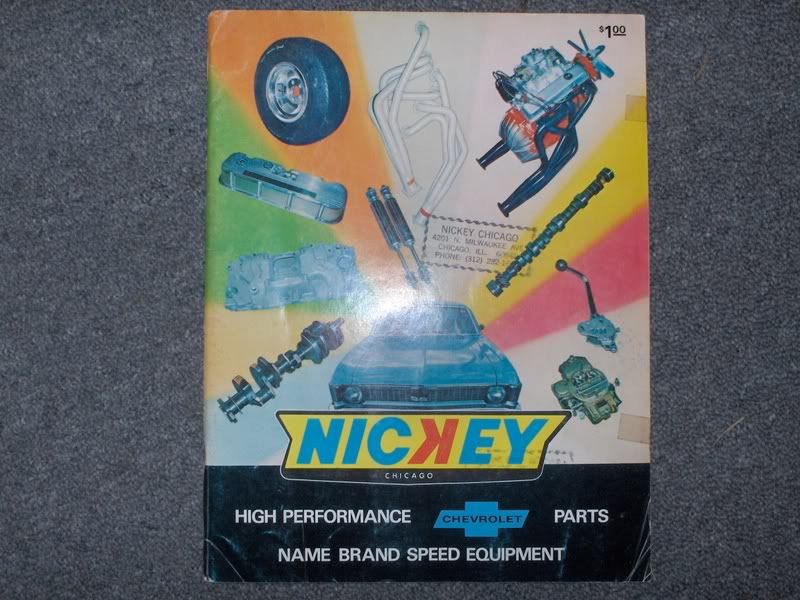 $1.00
NICKEY CHICAGO
4201 N. MILWAUKEE AVE
CHICAGO, ILL.
PHONE: (312)
NICKEY
CHICAGO
HIGH PERFORMANCE CHEVROLET PARTS
NAME BRAND SPEED EQUIPMENT